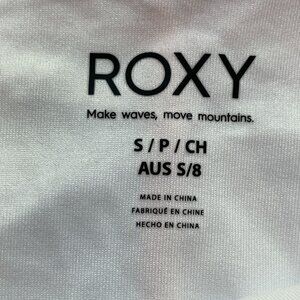 ROXY
Make waves, move mountains.
S / P / CH
AUS S/8
MADE IN CHINA
FABRIQUÉ EN CHINE
HECHO EN CHINA